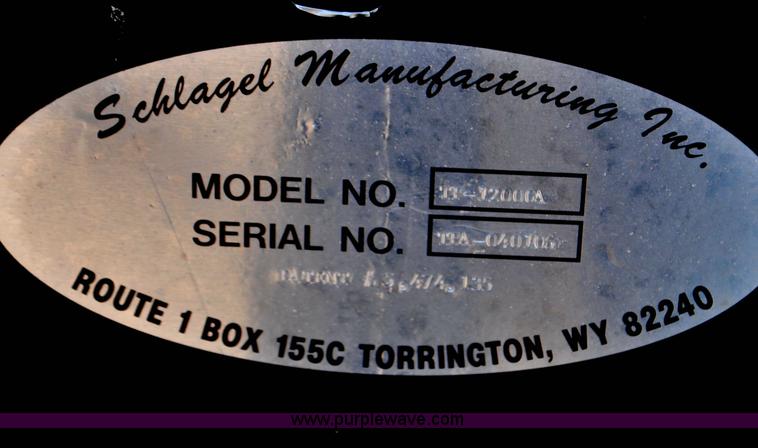 Schlagel Manufacturing Inc.
MODEL NO.
SERIAL NO.
ROUTE 1 BOX 155C TORRINGTON, WY 82240
www.purplewave.com